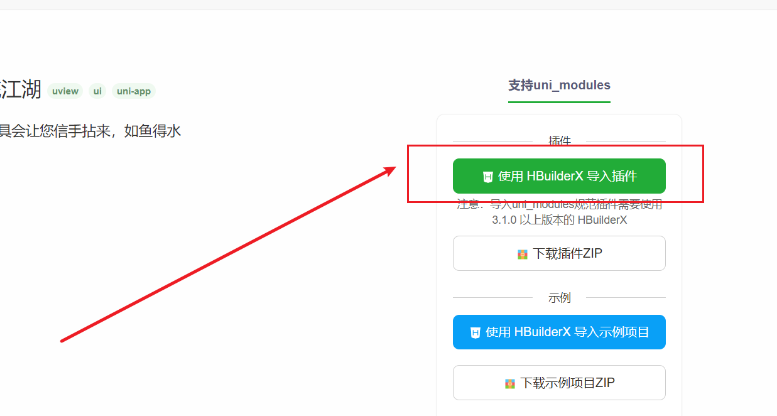 江湖 uview ui uni-app
具会让您信手拈来，如鱼得水
支持uni_modules
插件
使用 HBuilderX 导入插件
注意：导入uni_modules规范插件需要使用
3.1.0 以上版本的 HBuilderX
下载插件ZIP
示例
使用 HBuilderX 导入示例项目
下载示例项目ZIP